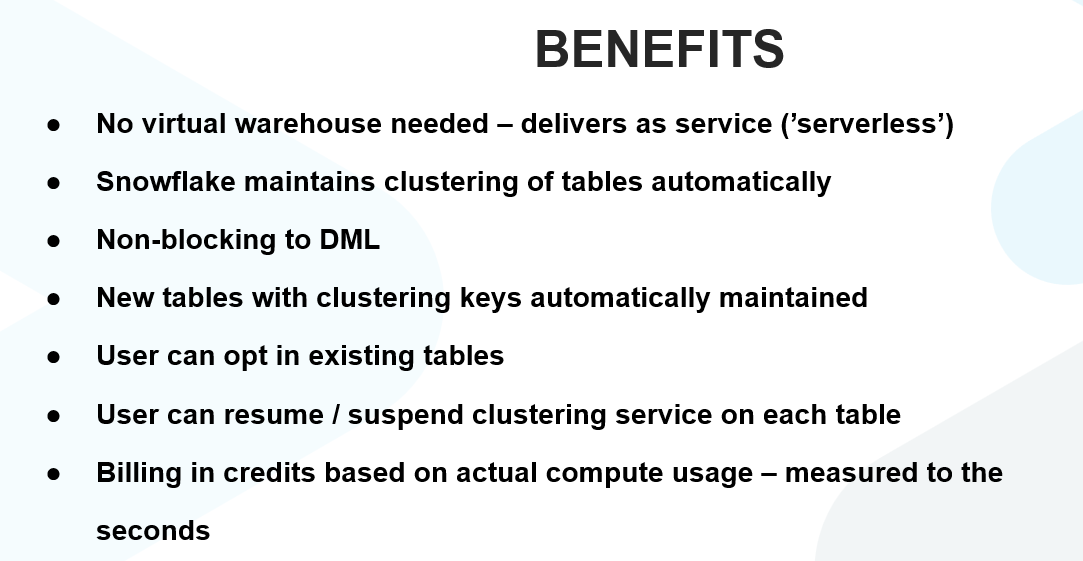 BENEFITS
● No virtual warehouse needed – delivers as service (’serverless’)
● Snowflake maintains clustering of tables automatically
● Non-blocking to DML
● New tables with clustering keys automatically maintained
● User can opt in existing tables
● User can resume / suspend clustering service on each table
● Billing in credits based on actual compute usage – measured to the
seconds